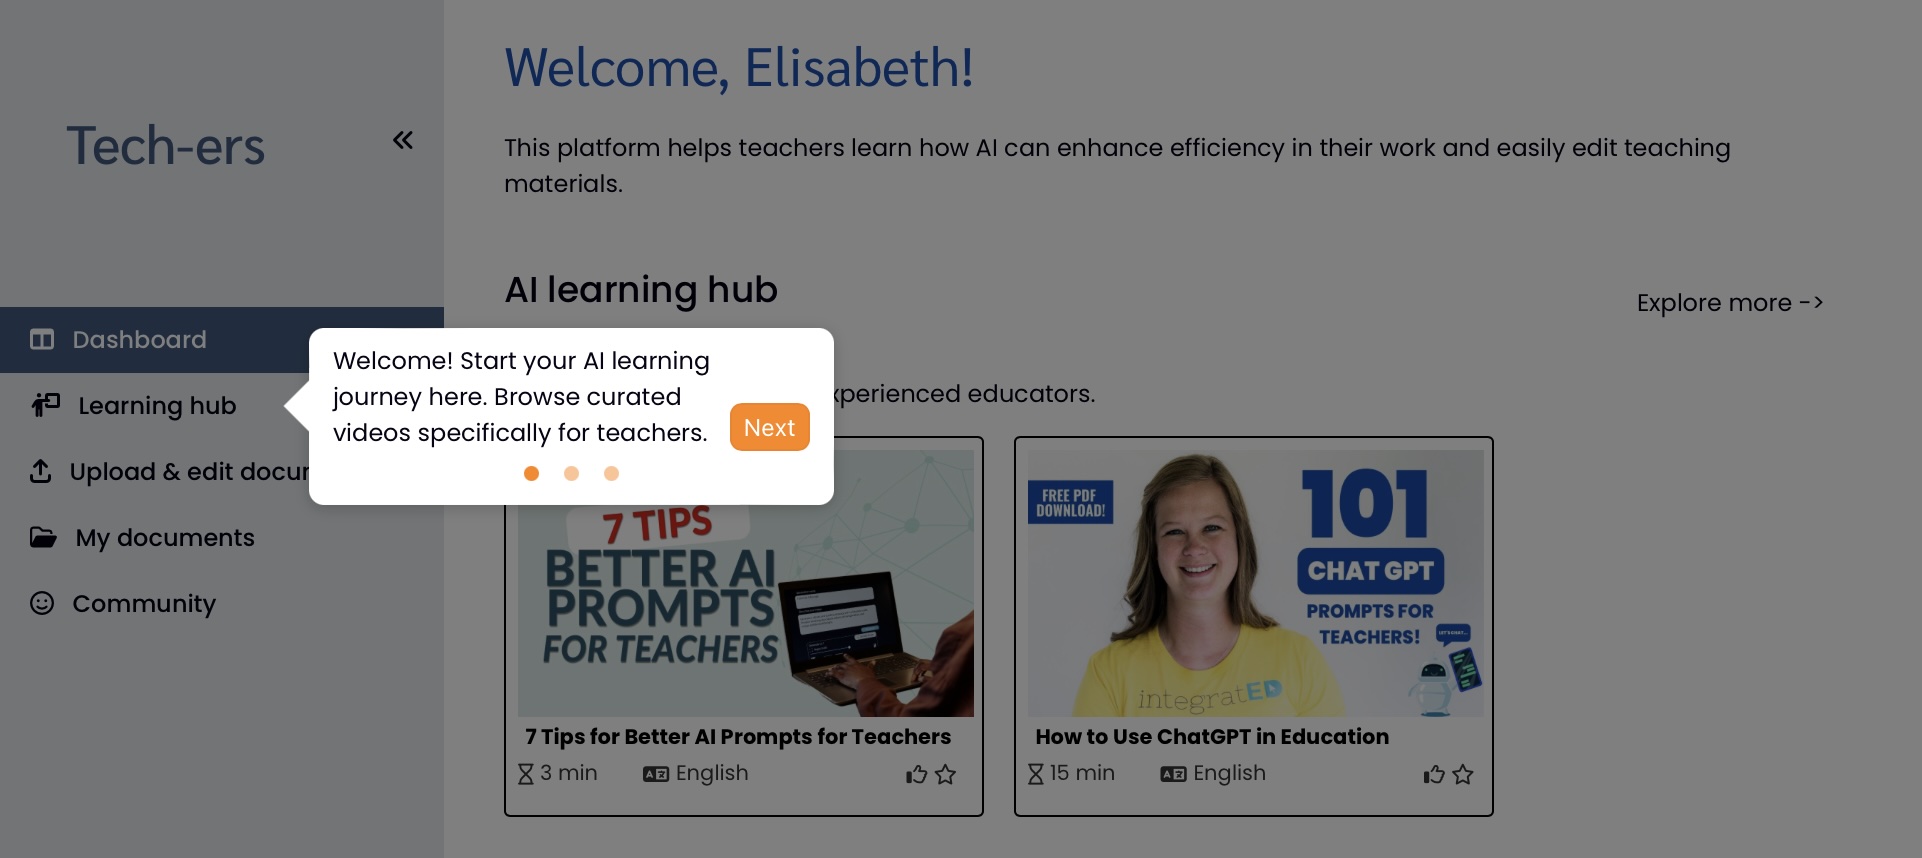 Tech-ers
Dashboard
Learning hub
Upload & edit
My documents
Community
Welcome, Elisabeth!
This platform helps teachers learn how AI can enhance efficiency in their work and easily edit teaching
materials.
AI learning hub
Explore more ->
Welcome! Start your AI learning
journey here. Browse curated
videos specifically for teachers.
Next
educators.
7 TIPS
BETTER AI
PROMPTS
FOR TEACHERS
7 Tips for Better AI Prompts for Teachers
3 min
English
FREE PDF
DOWNLOAD!
101
CHAT GPT
PROMPTS FOR
TEACHERS!
LET'S CHAT...
integratED
How to Use ChatGPT in Education
15 min
English